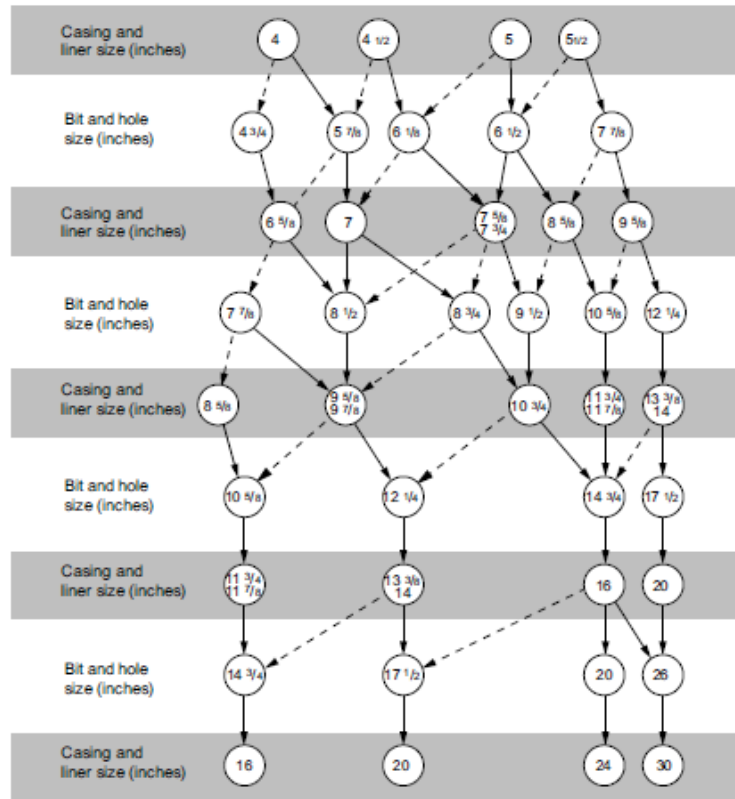 Casing and
liner size (inches)
4
4 1/2
5
5 1/2
Bit and hole
size (inches)
4 3/4
5 7/8
6 1/8
6 1/2
7 7/8
Casing and
liner size (inches)
6 5/8
7
7 5/8
7 3/4
8 5/8
9 5/8
Bit and hole
size (inches)
7 7/8
8 1/2
8 3/4
9 1/2
10 5/8
12 1/4
Casing and
liner size (inches)
8 5/8
9 5/8
9 7/8
10 3/4
11 3/4
11 7/8
13 3/8
14
Bit and hole
size (inches)
10 5/8
12 1/4
14 3/4
17 1/2
Casing and
liner size (inches)
11 3/4
11 7/8
13 3/8
14
16
20
Bit and hole
size (inches)
14 3/4
17 1/2
20
26
Casing and
liner size (inches)
16
20
24
30